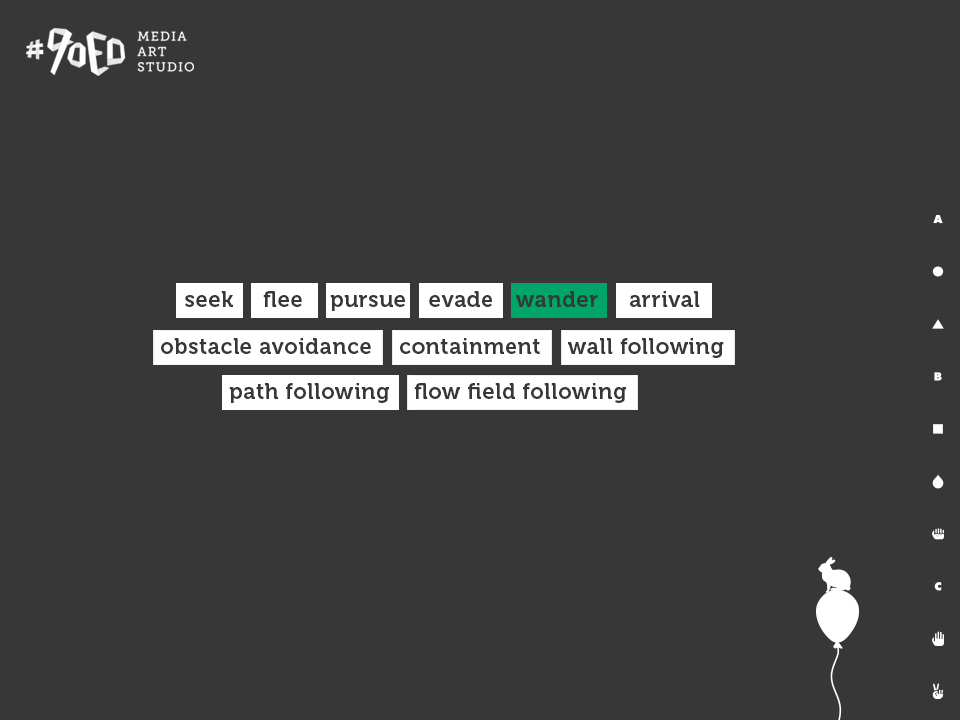 #90ED MEDIA
ART
STUDIO
seek flee pursue evade wander arrival
obstacle avoidance containment wall following
path following flow field following
A
B
C